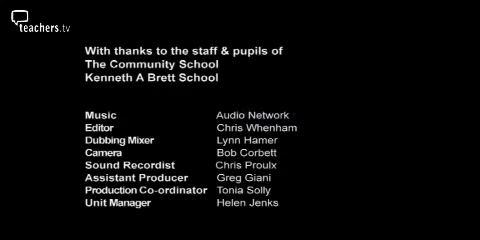 teachers.tv
With thanks to the staff & pupils of
The Community School
Kenneth A Brett School
Music Audio Network
Editor Chris Whenham
Dubbing Mixer Lynn Hamer
Camera Bob Corbett
Sound Recordist Chris Proulx
Assistant Producer Greg Giani
Production Co-ordinator Tonia Solly
Unit Manager Helen Jenks